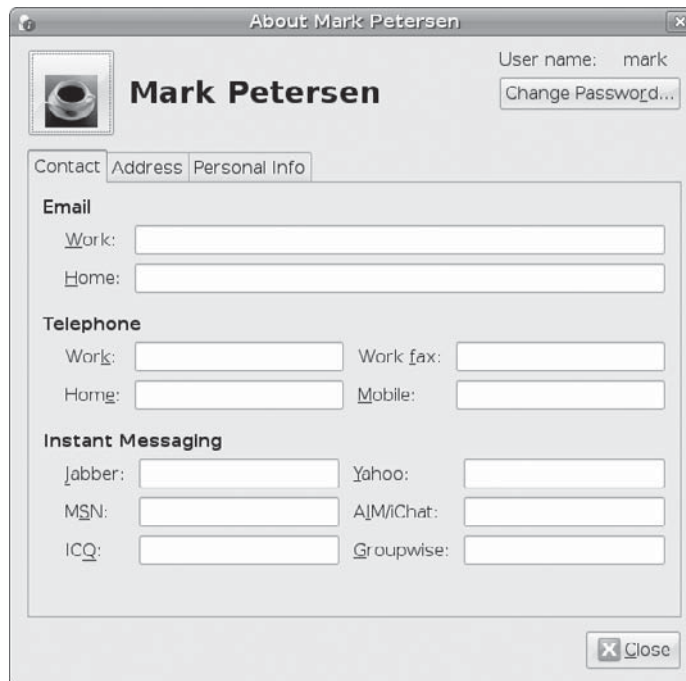 About Mark Petersen
User name: mark
Mark Petersen
Change Password...
Contact Address Personal Info
Email
Work:
Home:
Telephone
Work: Work fax:
Home: Mobile:
Instant Messaging
Jabber: Yahoo:
MSN: AIM/iChat:
ICQ: Groupwise:
Close